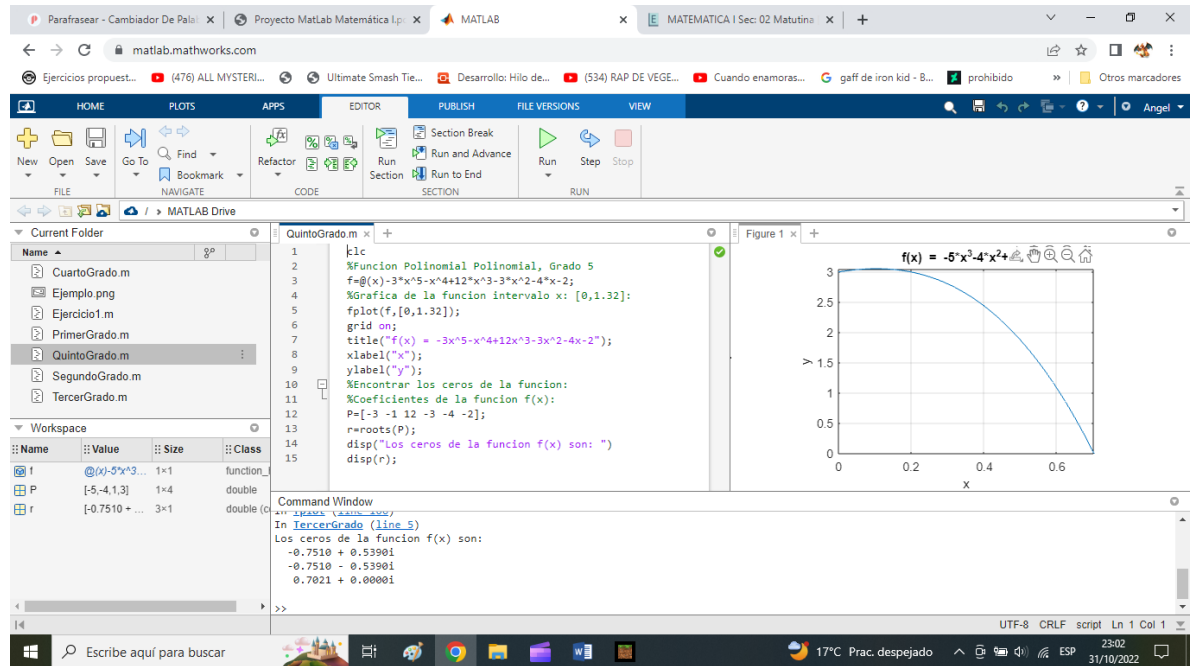 Parafrasear - Cambiador De Pala
Proyecto MatLab Matemática I.p
MATLAB
MATEMATICA I Sec: 02 Matutina
matlab.mathworks.com
Ejercicios propuest...
(476) ALL MYSTERI...
Ultimate Smash Tie...
Desarrollo: Hilo de...
(534) RAP DE VEGE...
Cuando enamoras...
gaff de iron kid - B...
prohibido
»
Otros marcadores
HOME PLOTS APPS EDITOR PUBLISH FILE VERSIONS VIEW
Angel
New Open Save Go To Find Bookmark
Refactor
Run Section
Section Break
Run and Advance
Run to End
Run Step Stop
FILE NAVIGATE CODE SECTION RUN
/ > MATLAB Drive
Current Folder
Name
CuartoGrado.m
Ejemplo.png
Ejercicio1.m
PrimerGrado.m
QuintoGrado.m
SegundoGrado.m
TercerGrado.m
Workspace
Name Value Size Class
f @(x)-5*x^3... 1×1 function_
P [-5,-4,1,3] 1×4 double
r [-0.7510 + ... 3×1 double (c
QuintoGrado.m × +
1 clc
2 %Funcion Polinomial Polinomial, Grado 5
3 f=@(x)-3*x^5-x^4+12*x^3-3*x^2-4*x-2;
4 %Grafica de la funcion intervalo x: [0,1.32]:
5 fplot(f,[0,1.32]);
6 grid on;
7 title("f(x) = -3x^5-x^4+12x^3-3x^2-4x-2");
8 xlabel("x");
9 ylabel("y");
10 %Encontrar los ceros de la funcion:
11 %Coeficientes de la funcion f(x):
12 P=[-3 -1 12 -3 -4 -2];
13 r=roots(P);
14 disp("Los ceros de la funcion f(x) son: ")
15 disp(r);
Figure 1 × +
f(x) = -5*x³-4*x²+
3
2.5
2
1.5
1
0.5
0
y
0 0.2 0.4 0.6
x
Command Window
In fplot (line 166)
In TercerGrado (line 5)
Los ceros de la funcion f(x) son:
-0.7510 + 0.5390i
-0.7510 - 0.5390i
0.7021 + 0.0000i
>>
UTF-8 CRLF script Ln 1 Col 1
Escribe aquí para buscar
17°C Prac. despejado
ESP
23:02
31/10/2022